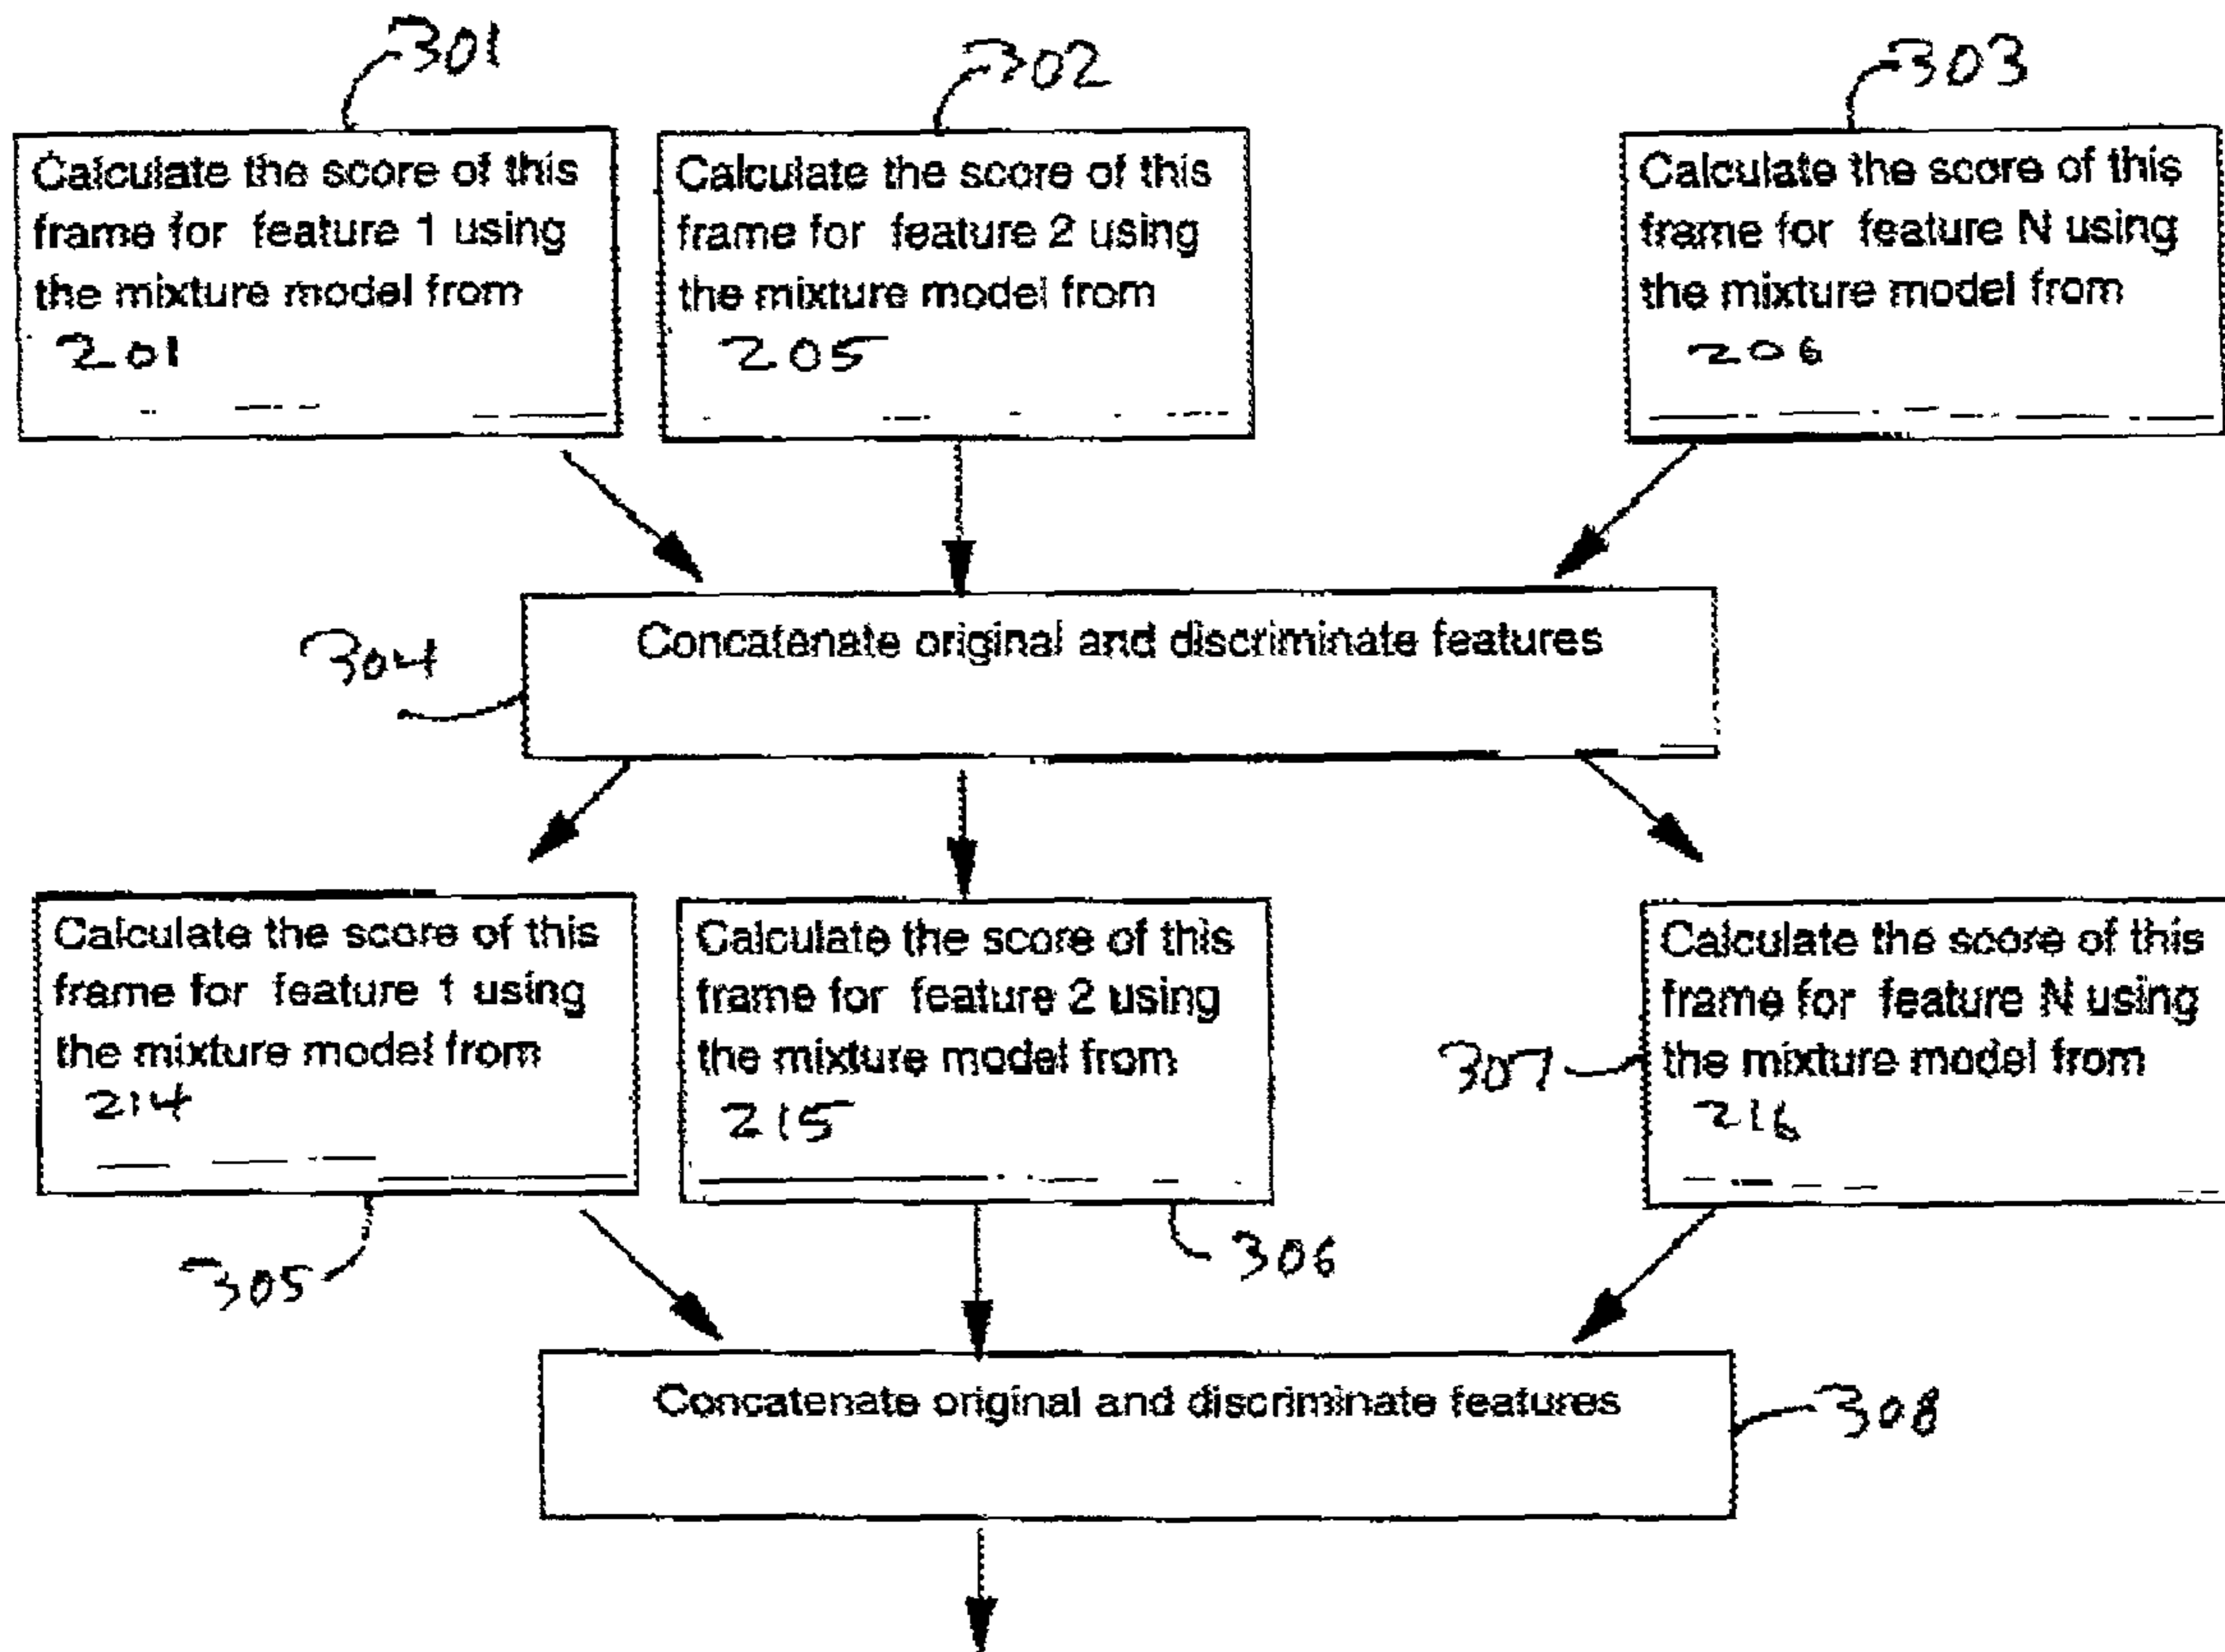 301
302
303
Calculate the score of this
frame for feature 1 using
the mixture model from
201
Calculate the score of this
frame for feature 2 using
the mixture model from
205
Calculate the score of this
frame for feature N using
the mixture model from
206
304
Concatenate original and discriminate features
Calculate the score of this
frame for feature 1 using
the mixture model from
214
305
Calculate the score of this
frame for feature 2 using
the mixture model from
215
306
307
Calculate the score of this
frame for feature N using
the mixture model from
216
Concatenate original and discriminate features
308